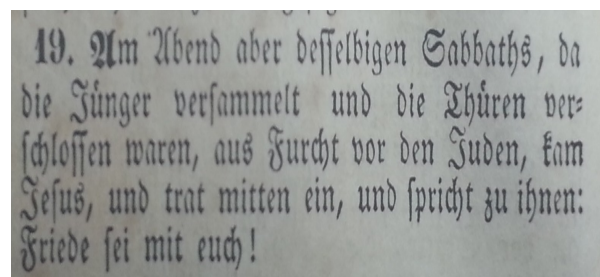 19. Am Abend aber desselbigen Sabbaths, da
die Jünger versammelt und die Thüren ver-
schlossen waren, aus Furcht vor den Juden, kam
Jesus, und trat mitten ein, und spricht zu ihnen:
Friede sei mit euch!